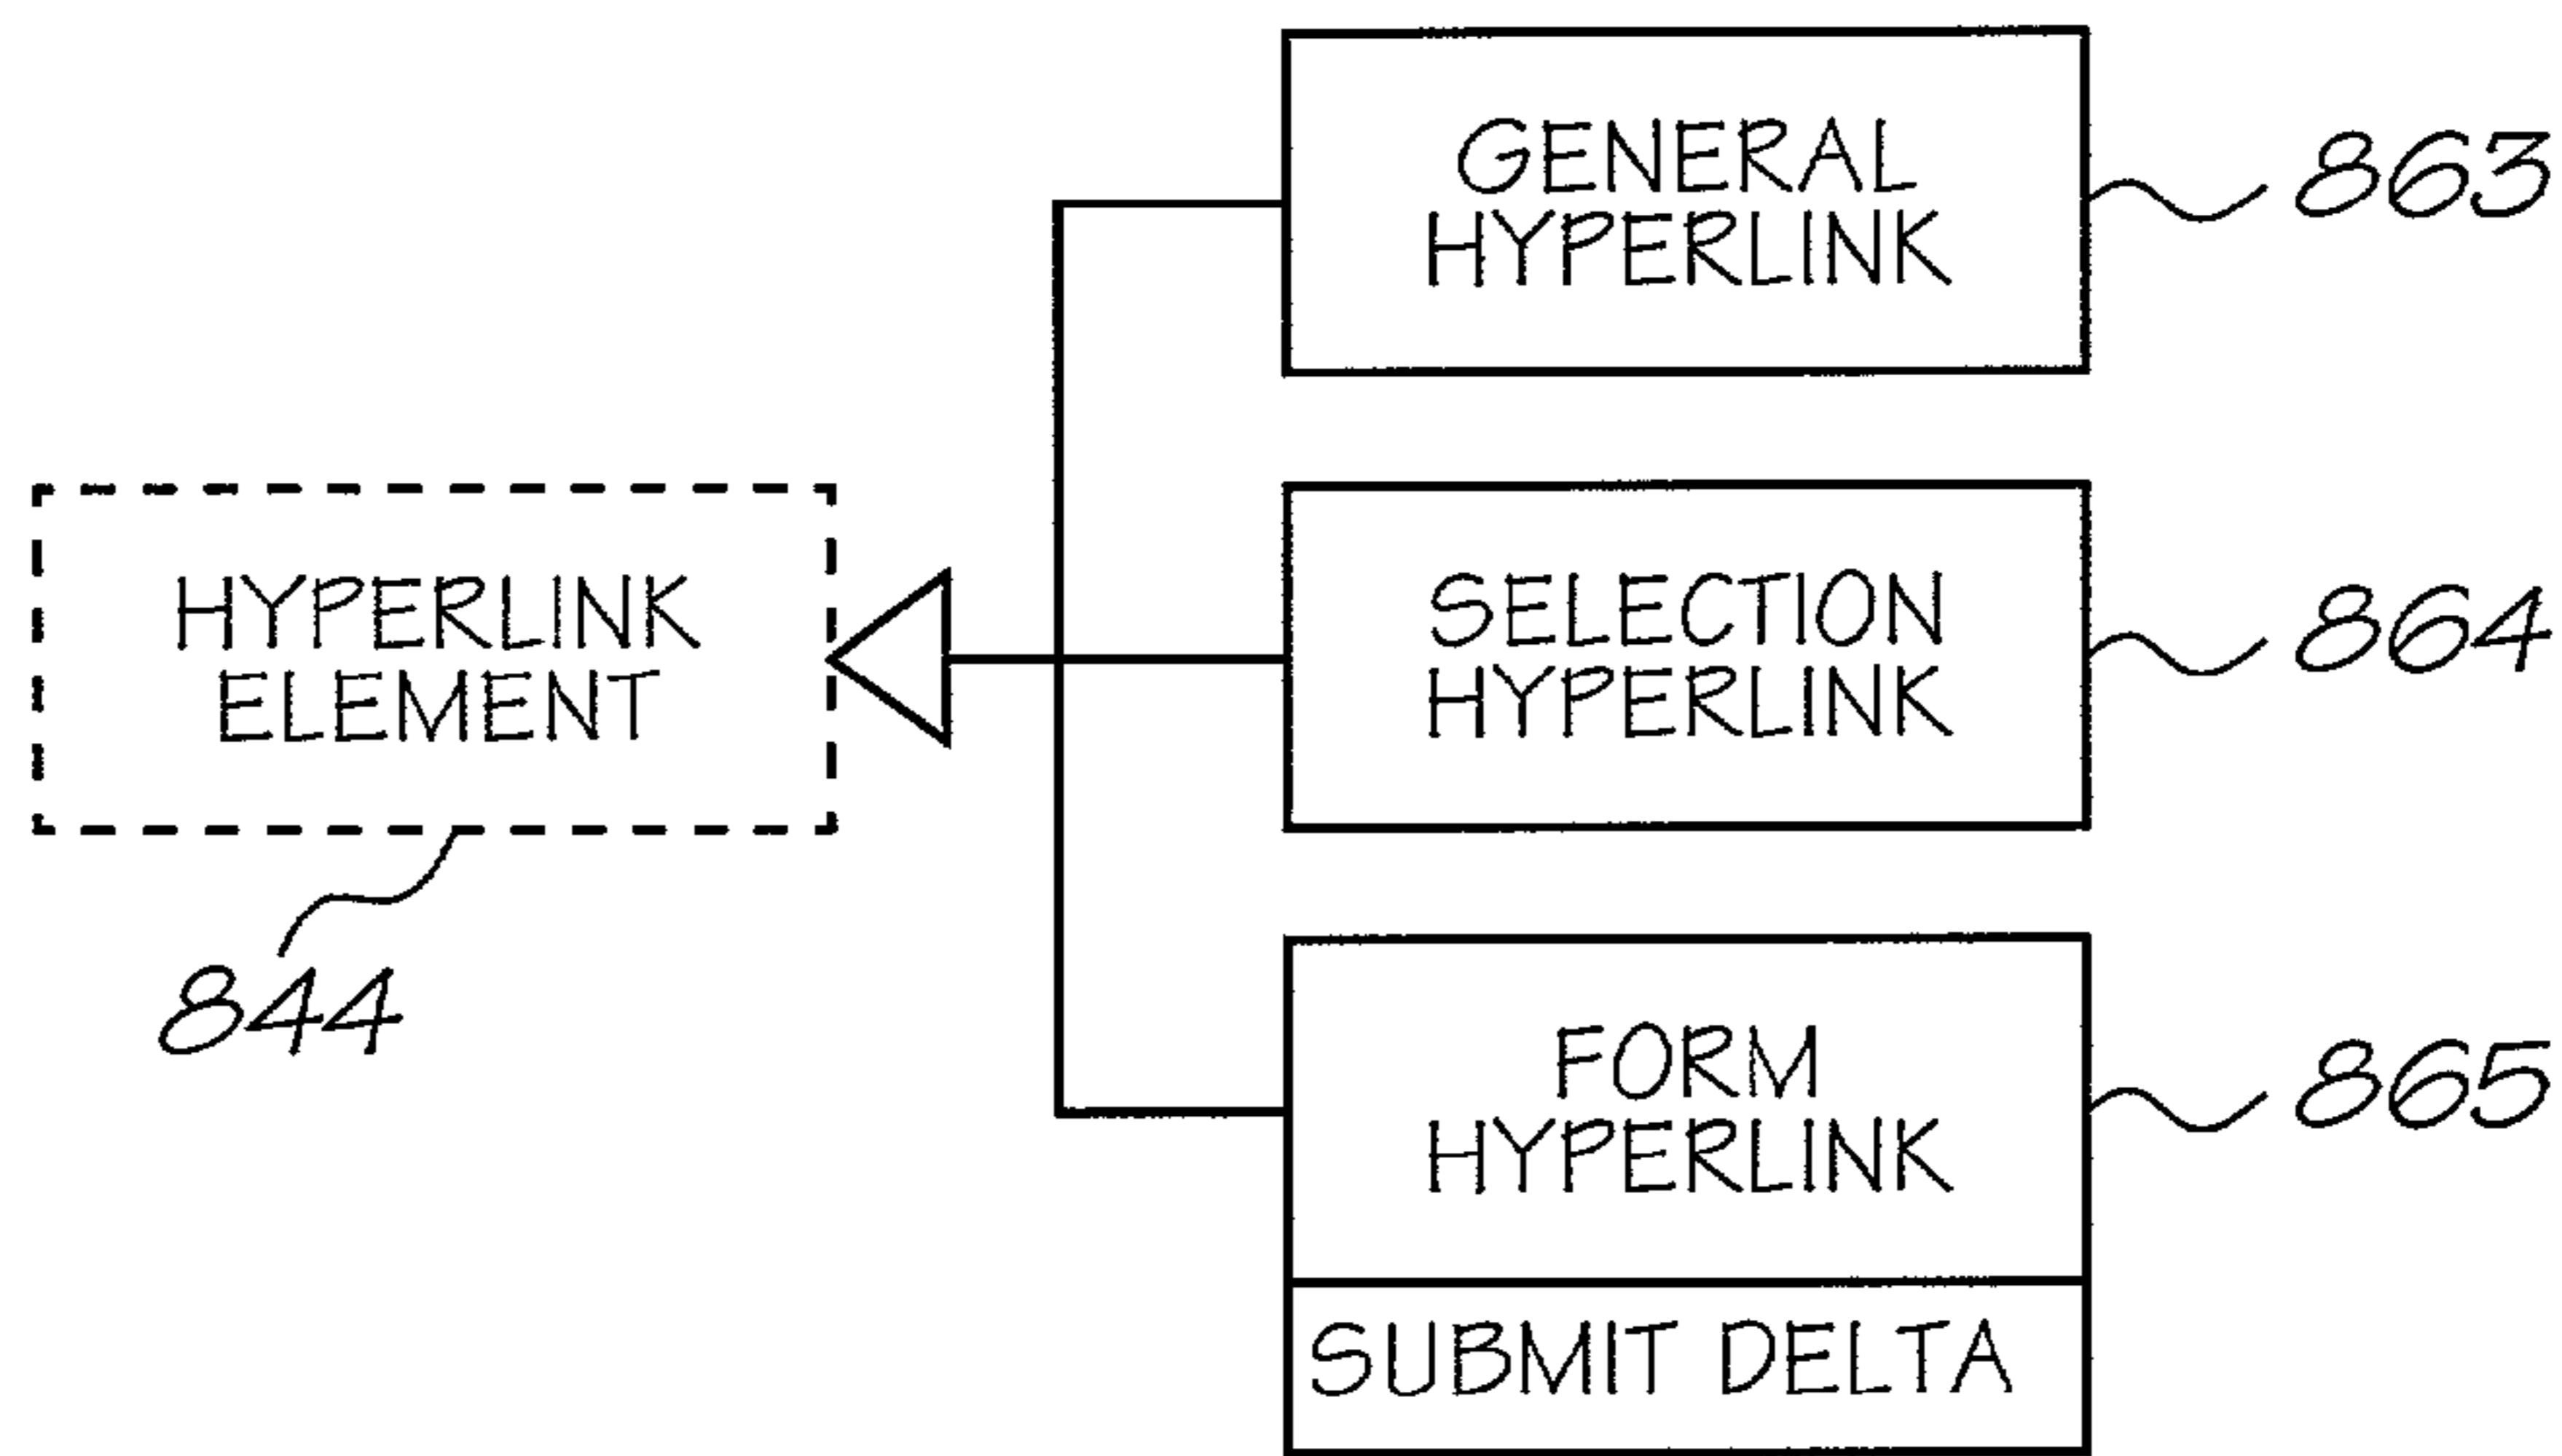 GENERAL
HYPERLINK
863
HYPERLINK
ELEMENT
844
SELECTION
HYPERLINK
864
FORM
HYPERLINK
865
SUBMIT DELTA